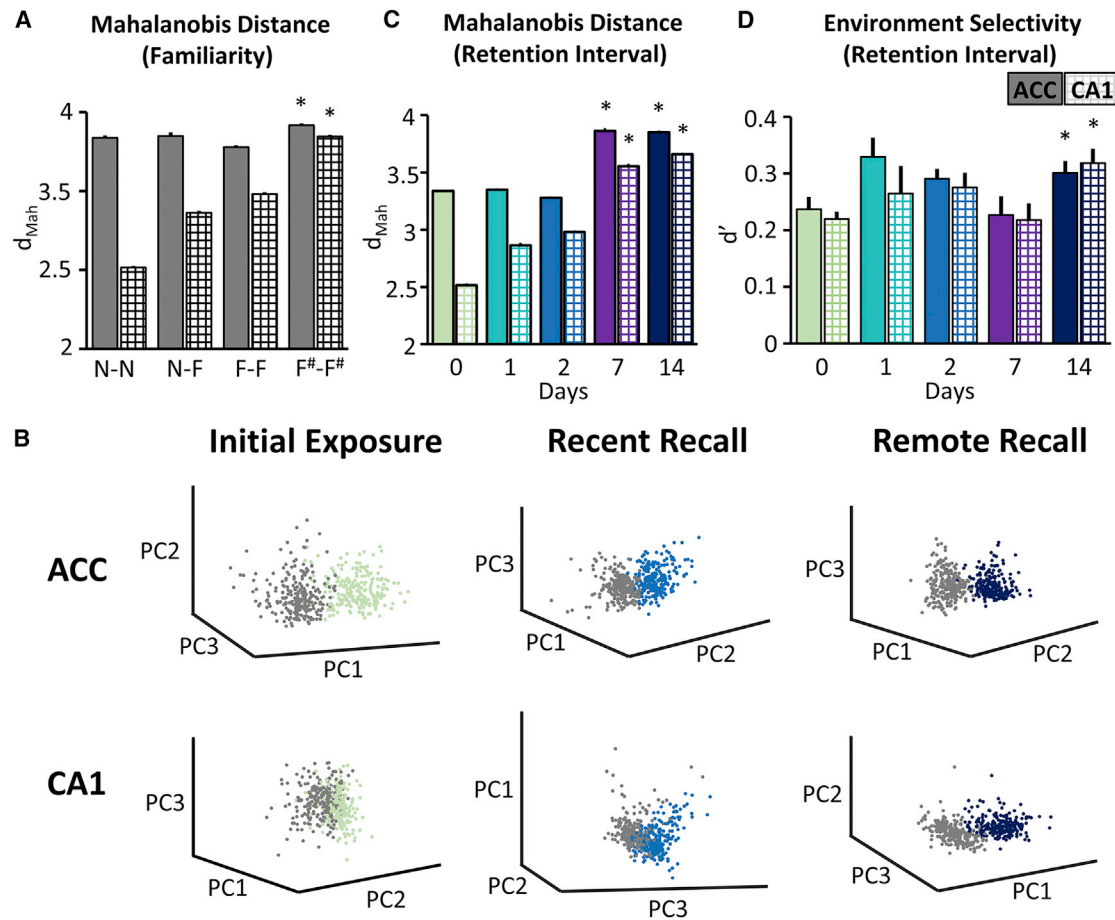 A
Mahalanobis Distance
(Familiarity)
*
*
4
3.5
2.5
2
d_Mah
N-N
N-F
F-F
F#-F#
C
Mahalanobis Distance
(Retention Interval)
*
*
*
*
4
3.5
3
2.5
2
d_Mah
0
1
2
7
14
Days
D
Environment Selectivity
(Retention Interval)
ACC
CA1
*
*
0.4
0.3
0.2
0.1
0
d'
0
1
2
7
14
Days
B
Initial Exposure
Recent Recall
Remote Recall
ACC
PC2
PC3
PC1
PC3
PC1
PC2
PC3
PC1
PC2
CA1
PC3
PC1
PC2
PC1
PC2
PC3
PC2
PC3
PC1